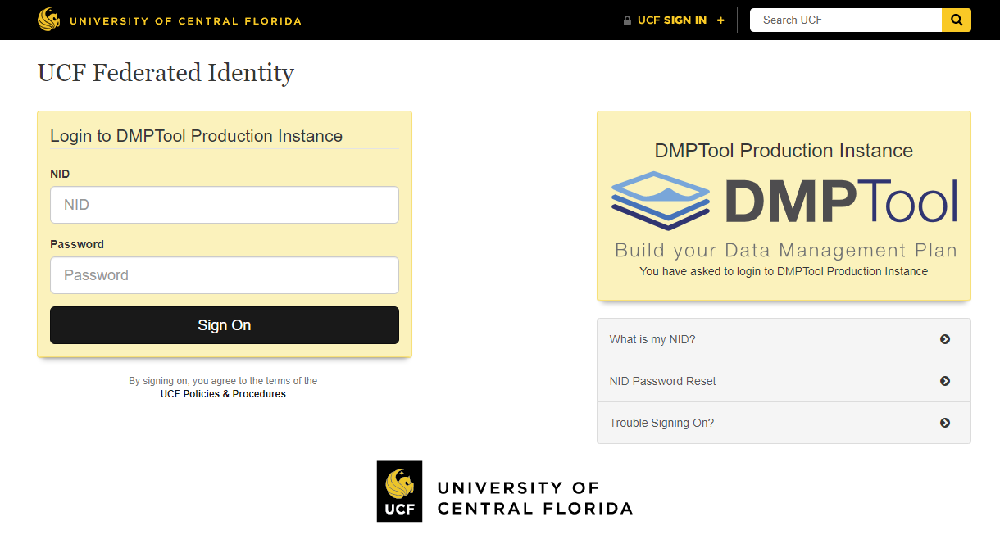 UNIVERSITY OF CENTRAL FLORIDA
UCF SIGN IN +
Search UCF
UCF Federated Identity
Login to DMPTool Production Instance
NID
NID
Password
Password
Sign On
By signing on, you agree to the terms of the
UCF Policies & Procedures.
DMPTool Production Instance
DMPTool
Build your Data Management Plan
You have asked to login to DMPTool Production Instance
What is my NID?
NID Password Reset
Trouble Signing On?
UCF
UNIVERSITY OF
CENTRAL FLORIDA